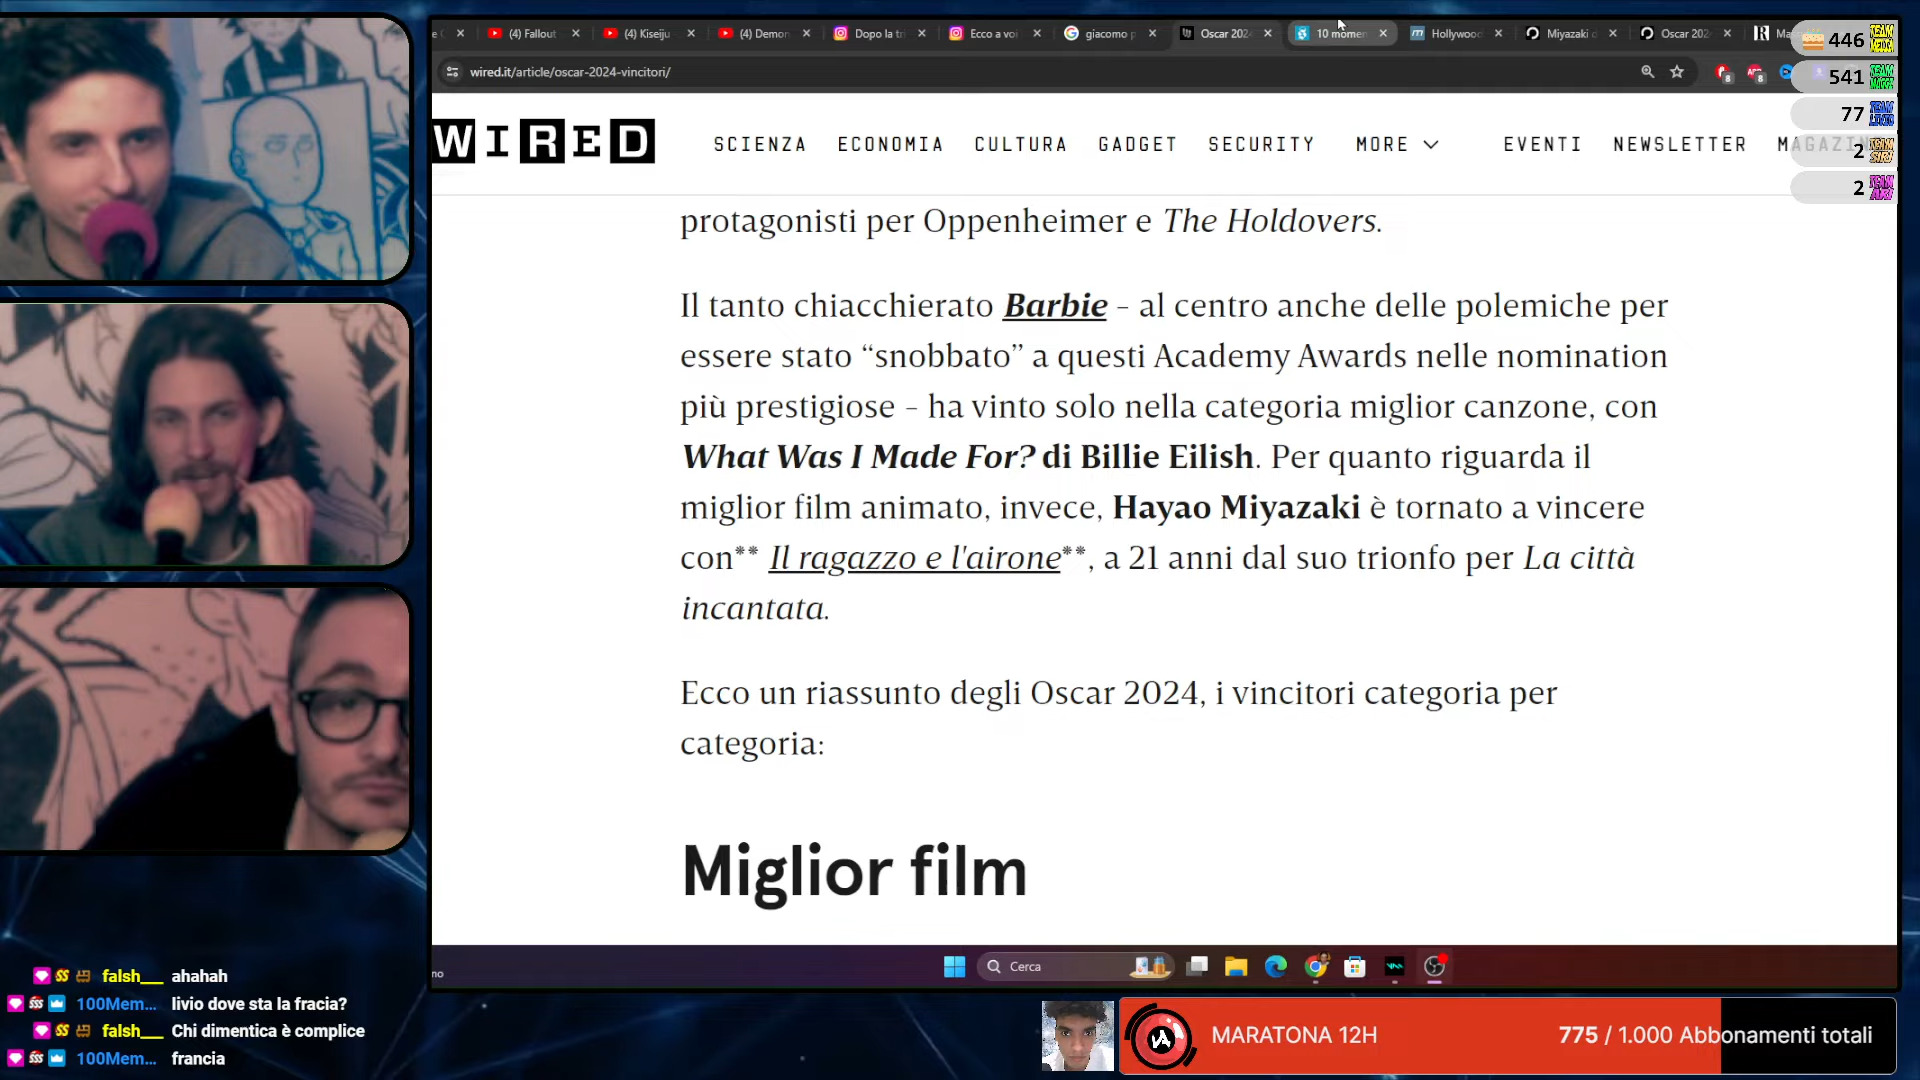 (4) Fallout
(4) Kiseiju
(4) Demon
Dopo la tr
Ecco a voi
giacomo p
Oscar 202
10 mome
Hollywood
Miyazaki
Oscar 202
wired.it/article/oscar-2024-vincitori/
446
541
77
2
2
WIRED
SCIENZA
ECONOMIA
CULTURA
GADGET
SECURITY
MORE
EVENTI
NEWSLETTER
MAGAZIN
protagonisti per Oppenheimer e The Holdovers.
Il tanto chiacchierato Barbie – al centro anche delle polemiche per
essere stato “snobbato” a questi Academy Awards nelle nomination
più prestigiose – ha vinto solo nella categoria miglior canzone, con
What Was I Made For? di Billie Eilish. Per quanto riguarda il
miglior film animato, invece, Hayao Miyazaki è tornato a vincere
con** Il ragazzo e l'airone**, a 21 anni dal suo trionfo per La città
incantata.
Ecco un riassunto degli Oscar 2024, i vincitori categoria per
categoria:
Miglior film
no
Cerca
falsh___ ahahah
100Mem... livio dove sta la fracia?
falsh___ Chi dimentica è complice
100Mem... francia
MARATONA 12H
775 / 1.000 Abbonamenti totali